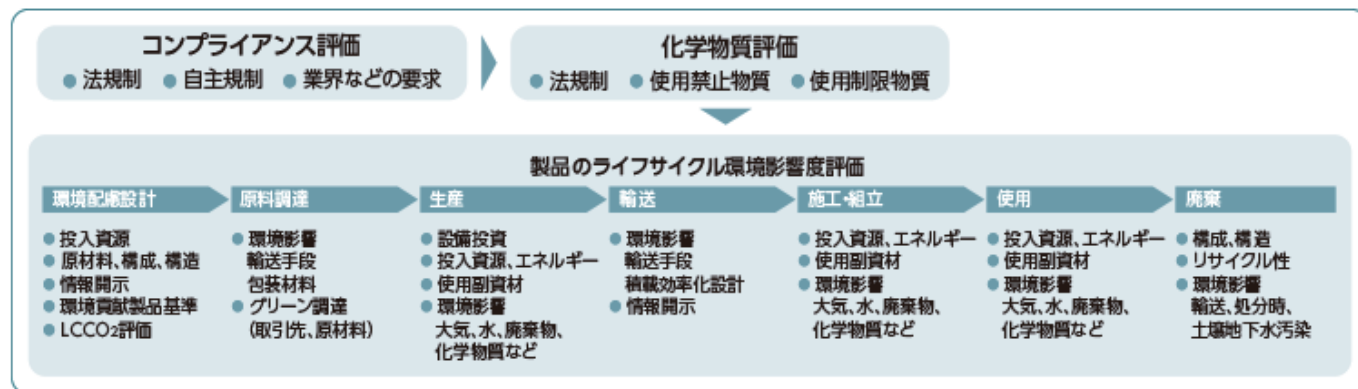 コンプライアンス評価
● 法規制 ● 自主規制 ● 業界などの要求
化学物質評価
● 法規制 ● 使用禁止物質 ● 使用制限物質
製品のライフサイクル環境影響度評価
環境配慮設計
● 投入資源
● 原材料、構成、構造
● 情報開示
● 環境貢献製品基準
● LCCO₂評価
原料調達
● 環境影響
輸送手段
包装材料
● グリーン調達
(取引先、原材料)
生産
● 設備投資
● 投入資源、エネルギー
● 使用副資材
● 環境影響
大気、水、廃棄物、
化学物質など
輸送
● 環境影響
輸送手段
積載効率化設計
● 情報開示
施工・組立
● 投入資源、エネルギー
● 使用副資材
● 環境影響
大気、水、廃棄物、
化学物質など
使用
● 投入資源、エネルギー
● 使用副資材
● 環境影響
大気、水、廃棄物、
化学物質など
廃棄
● 構成、構造
● リサイクル性
● 環境影響
輸送、処分時、
土壌地下水汚染